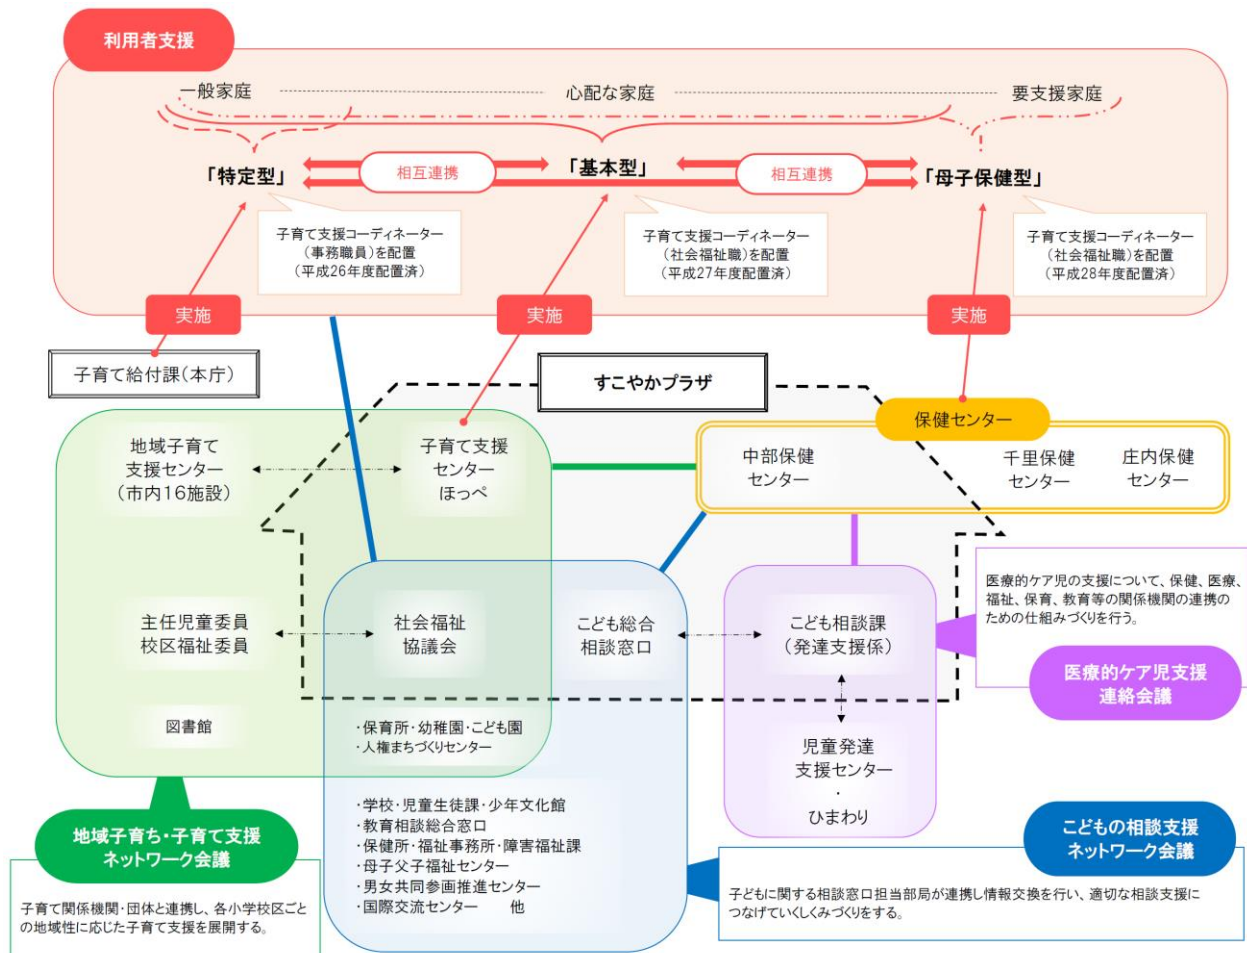 利用者支援
一般家庭
心配な家庭
要支援家庭
「特定型」
相互連携
「基本型」
相互連携
「母子保健型」
子育て支援コーディネーター
（事務職員）を配置
（平成26年度配置済）
子育て支援コーディネーター
（社会福祉職）を配置
（平成27年度配置済）
子育て支援コーディネーター
（社会福祉職）を配置
（平成28年度配置済）
実施
実施
実施
子育て給付課（本庁）
すこやかプラザ
保健センター
地域子育て
支援センター
（市内16施設）
子育て支援
センター
ほっぺ
中部保健
センター
千里保健
センター
庄内保健
センター
主任児童委員
校区福祉委員
社会福祉
協議会
こども総合
相談窓口
こども相談課
（発達支援係）
医療的ケア児の支援について、保健、医療、
福祉、保育、教育等の関係機関の連携の
ための仕組みづくりを行う。
医療的ケア児支援
連絡会議
図書館
・保育所・幼稚園・こども園
・人権まちづくりセンター
児童発達
支援センター
・
ひまわり
・学校・児童生徒課・少年文化館
・教育相談総合窓口
・保健所・福祉事務所・障害福祉課
・母子父子福祉センター
・男女共同参画推進センター
・国際交流センター　他
地域子育ち・子育て支援
ネットワーク会議
子育て関係機関・団体と連携し、各小学校区ごと
の地域性に応じた子育て支援を展開する。
こどもの相談支援
ネットワーク会議
子どもに関する相談窓口担当部局が連携し情報交換を行い、適切な相談支援に
つなげていくしくみづくりをする。